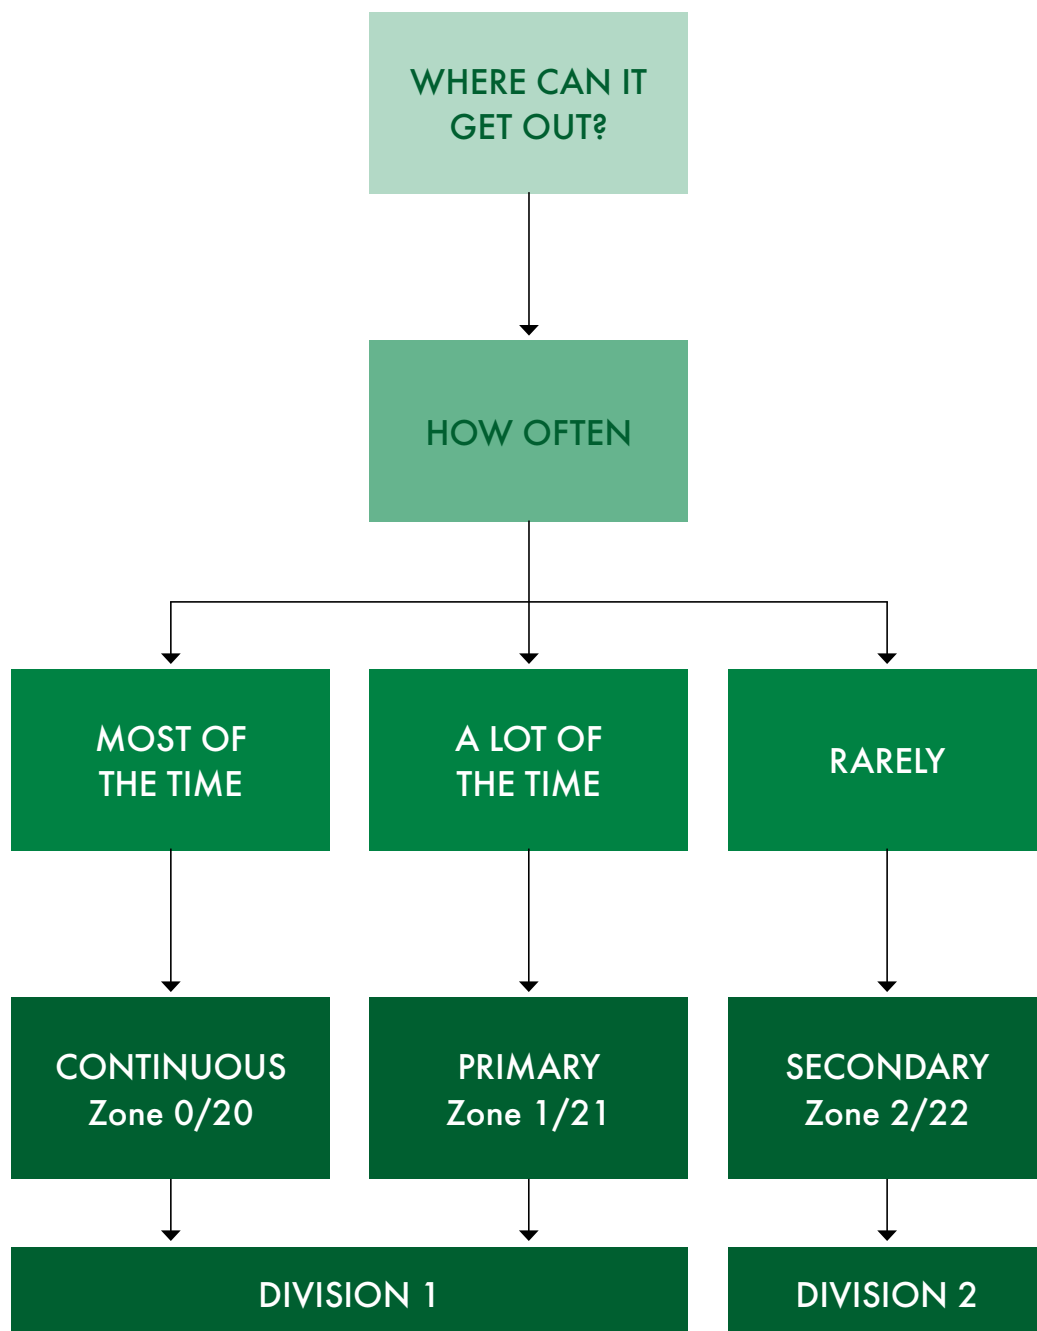 WHERE CAN IT
GET OUT?
HOW OFTEN
MOST OF
THE TIME
A LOT OF
THE TIME
RARELY
CONTINUOUS
Zone 0/20
PRIMARY
Zone 1/21
SECONDARY
Zone 2/22
DIVISION 1
DIVISION 2